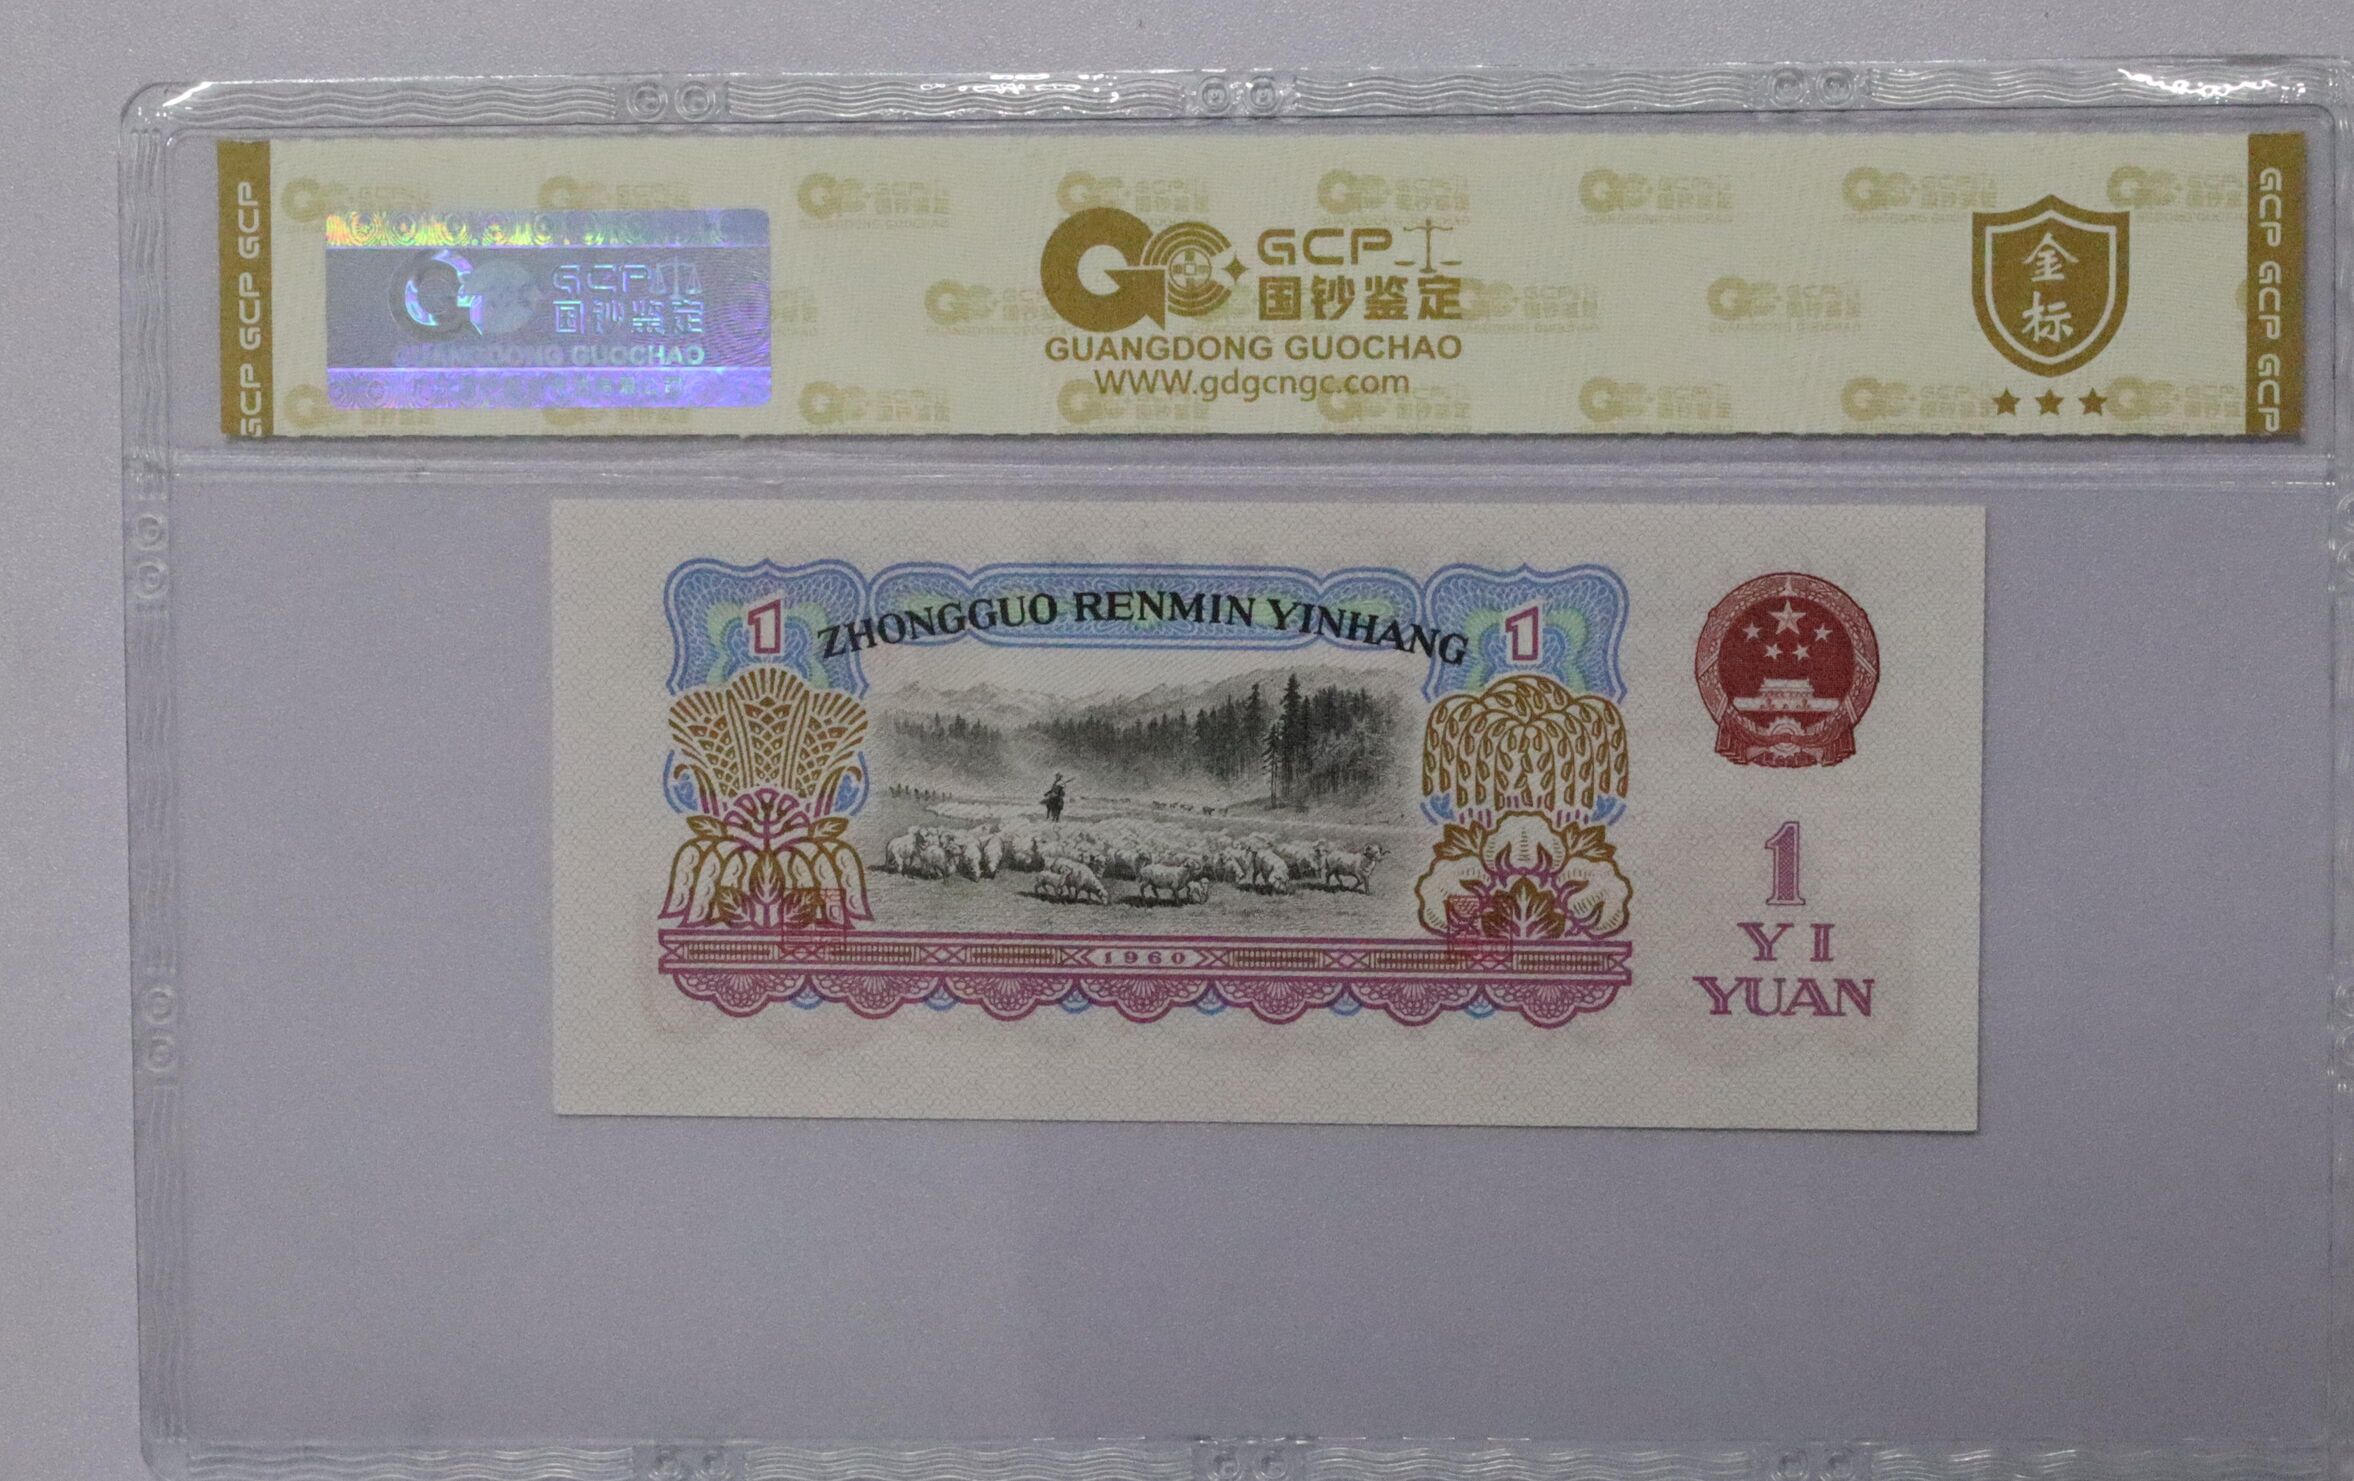 GCP GCP GCP
GCP
国钞鉴定
GUANGDONG GUOCHAO
GCP
国钞鉴定
GUANGDONG GUOCHAO
WWW.gdgcngc.com
金
标
GCP GCP GCP
1
ZHONGGUO RENMIN YINHANG
1
1960
1
YI
YUAN